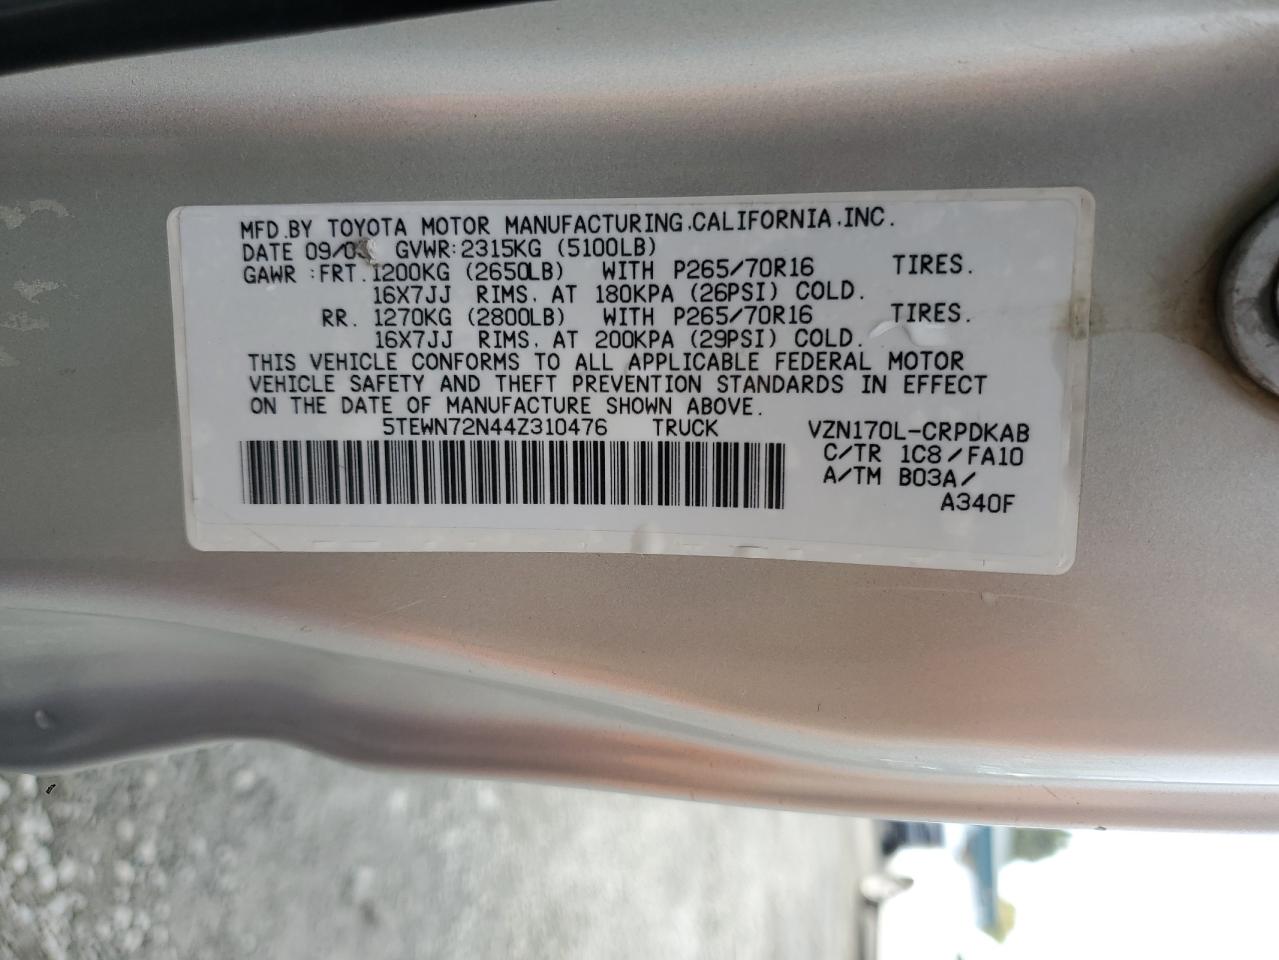 MFD.BY TOYOTA MOTOR MANUFACTURING.CALIFORNIA.INC.
DATE GVWR:2315KG (5100LB)
GAWR:FRT.1200KG (2650LB) WITH P265/70R16 TIRES.
16X7JJ RIMS. AT 180KPA (26PSI) COLD.
RR. 1270KG (2800LB) WITH P265/70R16 TIRES.
16X7JJ RIMS. AT 200KPA (29PSI) COLD.
THIS VEHICLE CONFORMS TO ALL APPLICABLE FEDERAL MOTOR
VEHICLE SAFETY AND THEFT PREVENTION STANDARDS IN EFFECT
ON THE DATE OF MANUFACTURE SHOWN ABOVE.
5TEWN72N44Z310476 TRUCK VZN170L-CRPDKAB
C/TR 1C8/FA10
A/TM B03A/
A340F